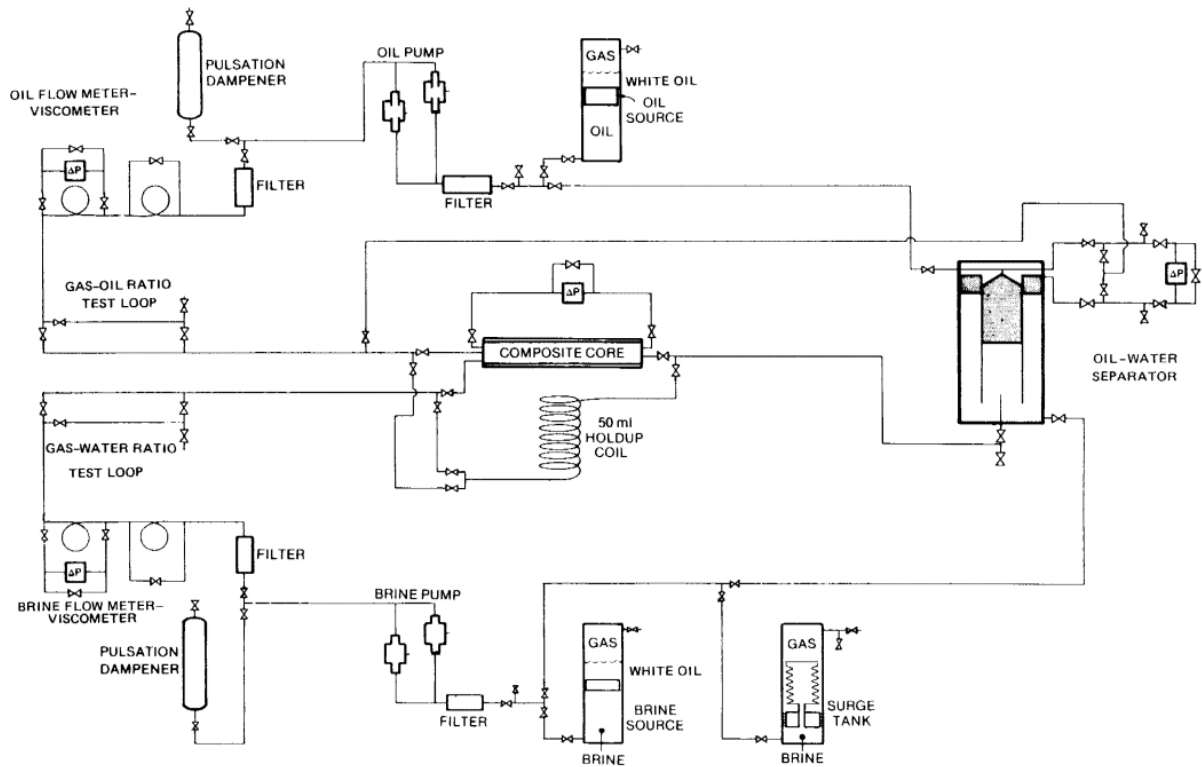 PULSATION
DAMPENER
OIL FLOW METER-
VISCOMETER
ΔP
FILTER
OIL PUMP
FILTER
GAS
WHITE OIL
OIL
SOURCE
OIL
GAS-OIL RATIO
TEST LOOP
ΔP
COMPOSITE CORE
ΔP
OIL-WATER
SEPARATOR
50 ml
HOLDUP
COIL
GAS-WATER RATIO
TEST LOOP
FILTER
ΔP
BRINE FLOW METER-
VISCOMETER
PULSATION
DAMPENER
BRINE PUMP
FILTER
GAS
WHITE OIL
BRINE
SOURCE
BRINE
GAS
SURGE
TANK
BRINE